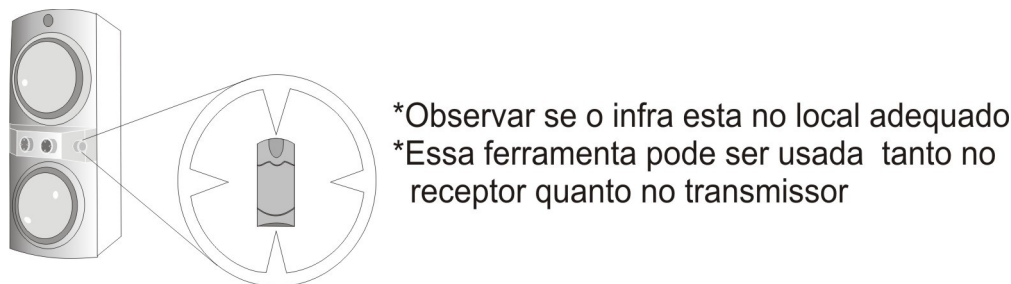 *Observar se o infra esta no local adequado
*Essa ferramenta pode ser usada tanto no
receptor quanto no transmissor